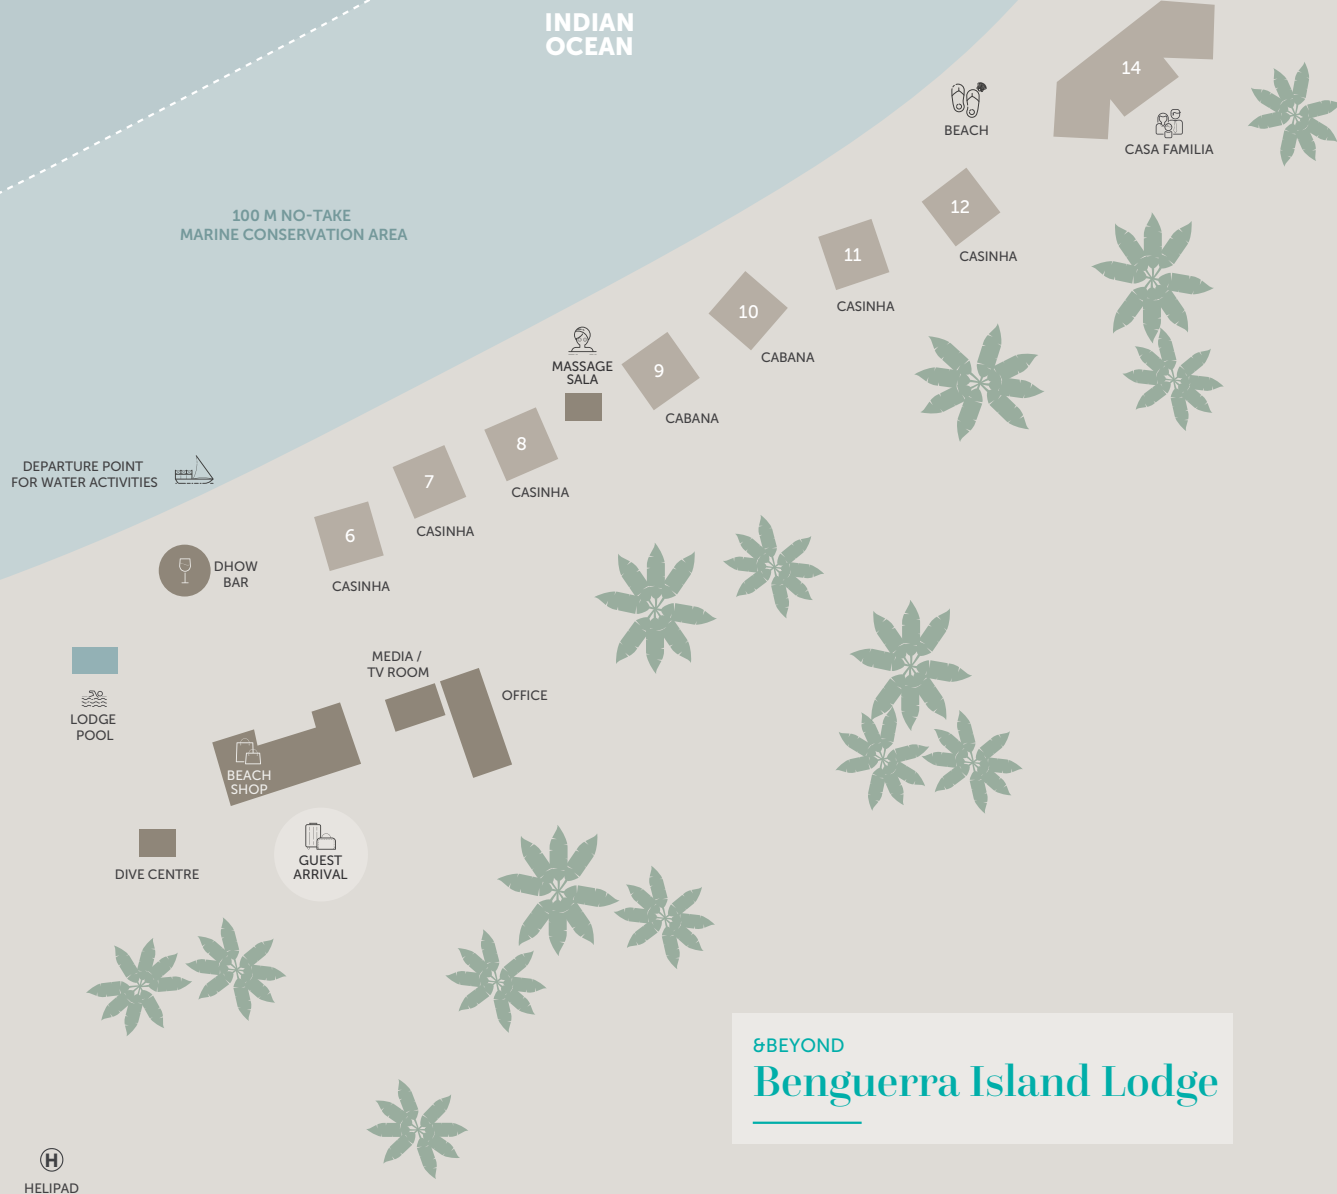 INDIAN
OCEAN
14
BEACH
CASA FAMILIA
100 M NO-TAKE
MARINE CONSERVATION AREA
12
CASINHA
11
CASINHA
10
CABANA
MASSAGE
SALA
9
CABANA
8
CASINHA
DEPARTURE POINT
FOR WATER ACTIVITIES
7
CASINHA
6
CASINHA
DHOW
BAR
MEDIA /
TV ROOM
OFFICE
LODGE
POOL
BEACH
SHOP
GUEST
ARRIVAL
DIVE CENTRE
&BEYOND
Benguerra Island Lodge
H
HELIPAD